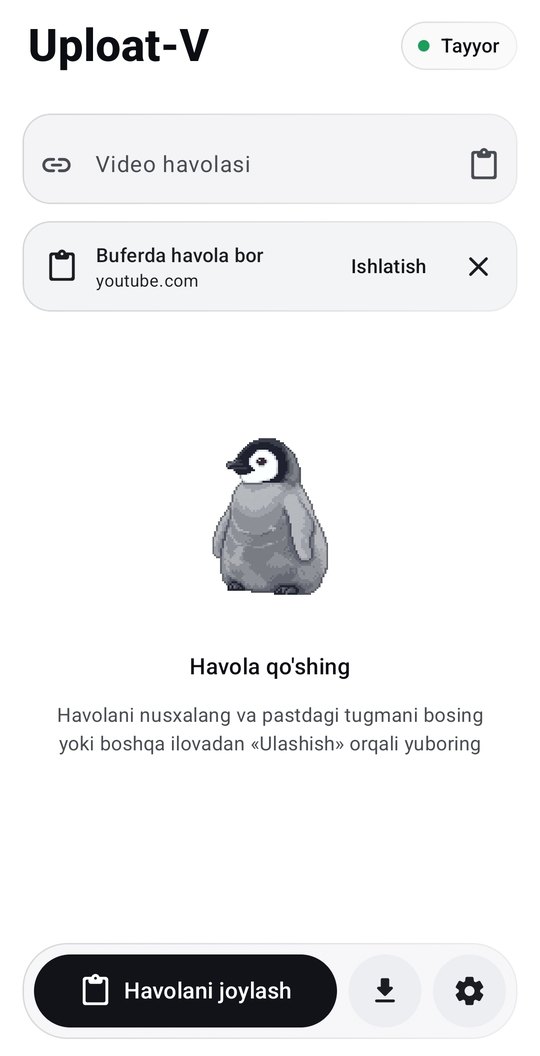 Uploat-V
Tayyor
Video havolasi
Buferda havola bor
youtube.com
Ishlatish
Havola qo'shing
Havolani nusxalang va pastdagi tugmani bosing
yoki boshqa ilovadan «Ulashish» orqali yuboring
Havolani joylash